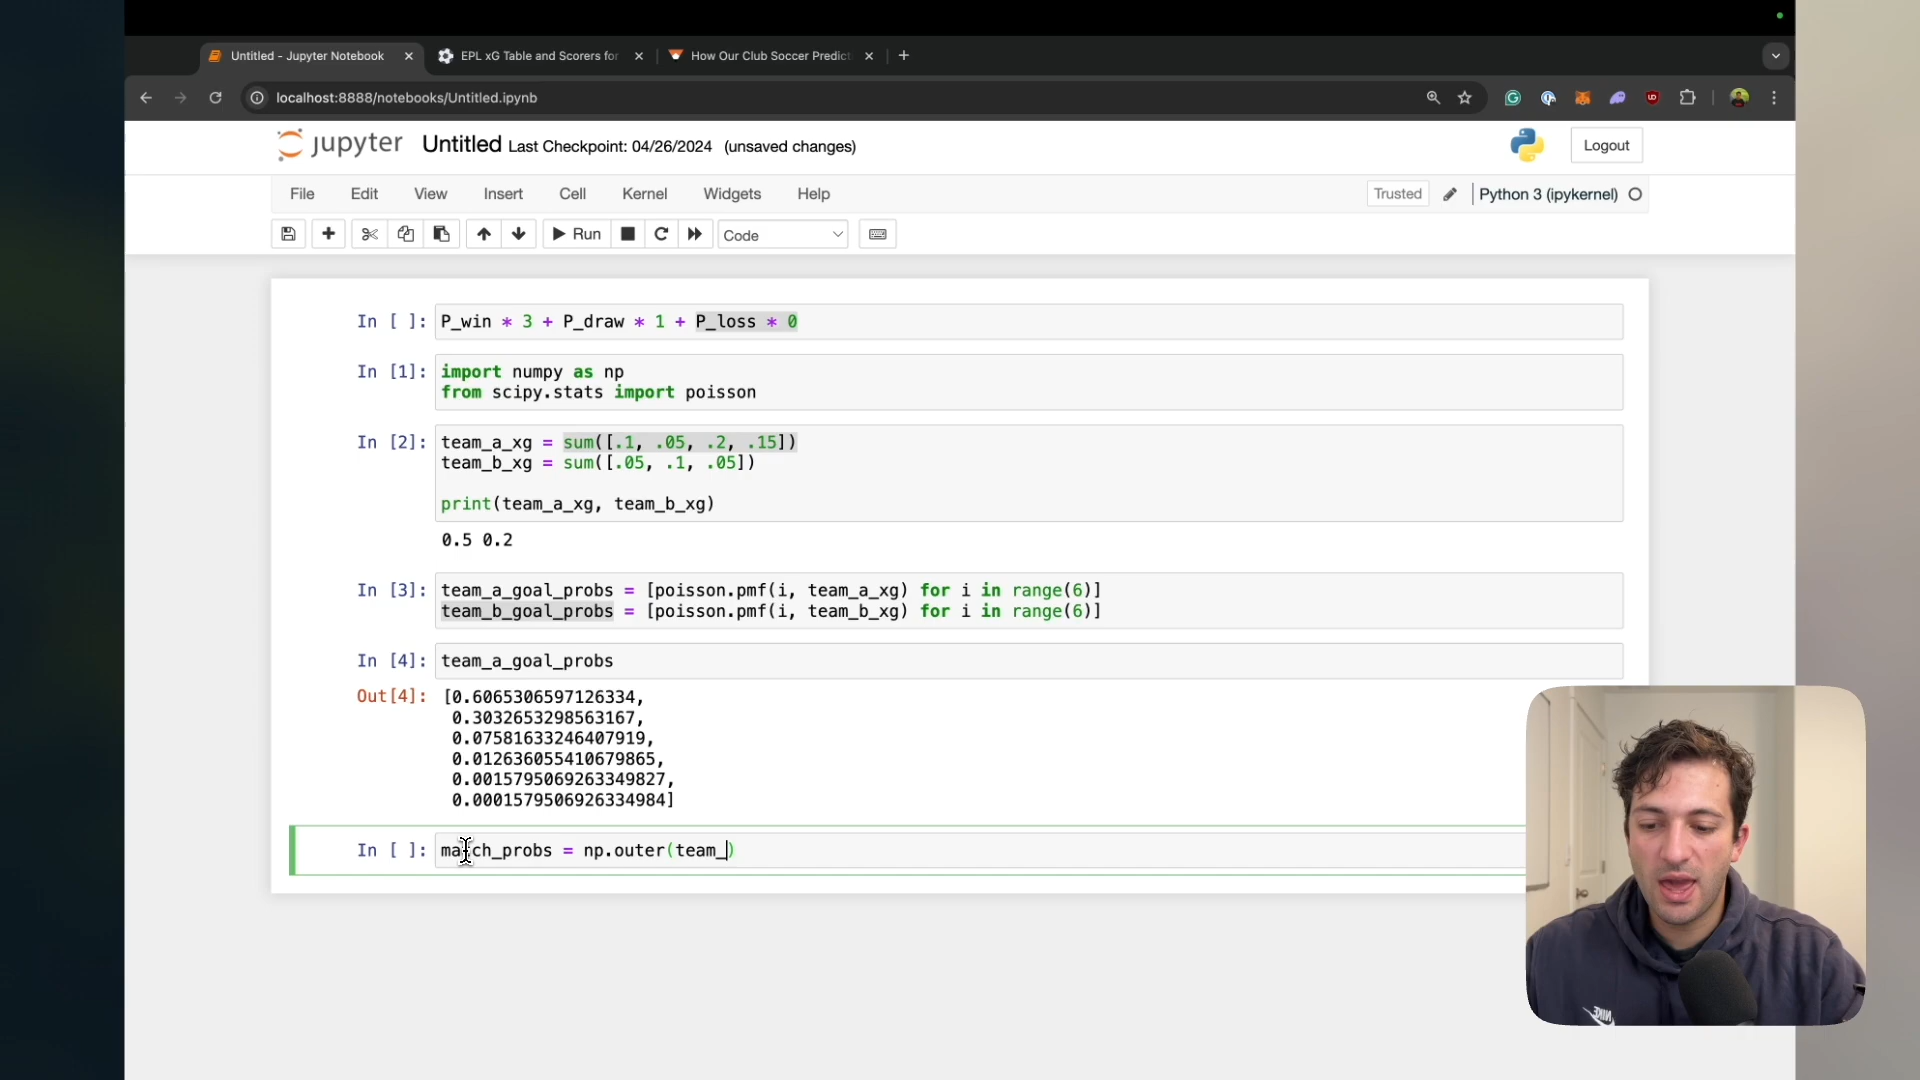 Untitled - Jupyter Notebook
EPL xG Table and Scorers for
How Our Club Soccer Predict
localhost:8888/notebooks/Untitled.ipynb
jupyter Untitled Last Checkpoint: 04/26/2024 (unsaved changes)
Logout
File Edit View Insert Cell Kernel Widgets Help
Trusted
Python 3 (ipykernel)
Run
Code
In [ ]: P_win * 3 + P_draw * 1 + P_loss * 0
In [1]: import numpy as np
from scipy.stats import poisson
In [2]: team_a_xg = sum([.1, .05, .2, .15])
team_b_xg = sum([.05, .1, .05])
print(team_a_xg, team_b_xg)
0.5 0.2
In [3]: team_a_goal_probs = [poisson.pmf(i, team_a_xg) for i in range(6)]
team_b_goal_probs = [poisson.pmf(i, team_b_xg) for i in range(6)]
In [4]: team_a_goal_probs
Out[4]: [0.6065306597126334,
0.3032653298563167,
0.07581633246407919,
0.012636055410679865,
0.0015795069263349827,
0.00015795069263349​84]
In [ ]: match_probs = np.outer(team_)
NIKE